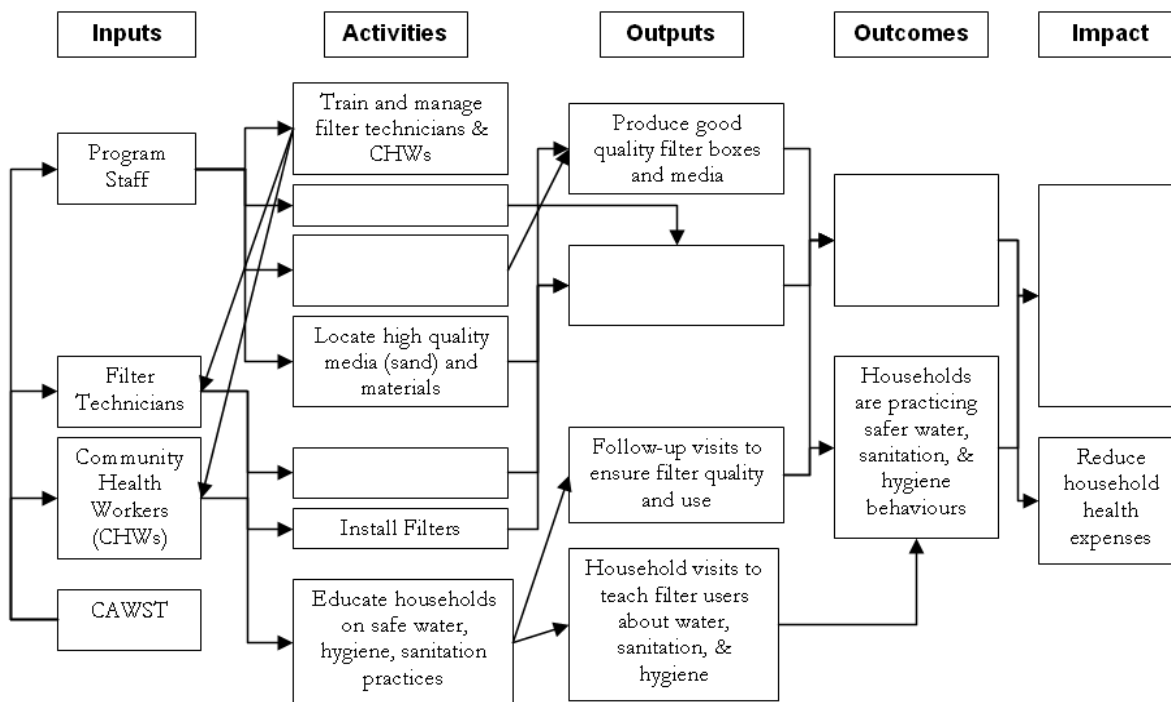 Inputs
Activities
Outputs
Outcomes
Impact
Program
Staff
Filter
Technicians
Community
Health
Workers
(CHWs)
CAWST
Train and manage
filter technicians &
CHWs
Locate high quality
media (sand) and
materials
Install Filters
Educate households
on safe water,
hygiene, sanitation
practices
Produce good
quality filter boxes
and media
Follow-up visits to
ensure filter quality
and use
Household visits to
teach filter users
about water,
sanitation, &
hygiene
Households
are practicing
safer water,
sanitation, &
hygiene
behaviours
Reduce
household
health
expenses